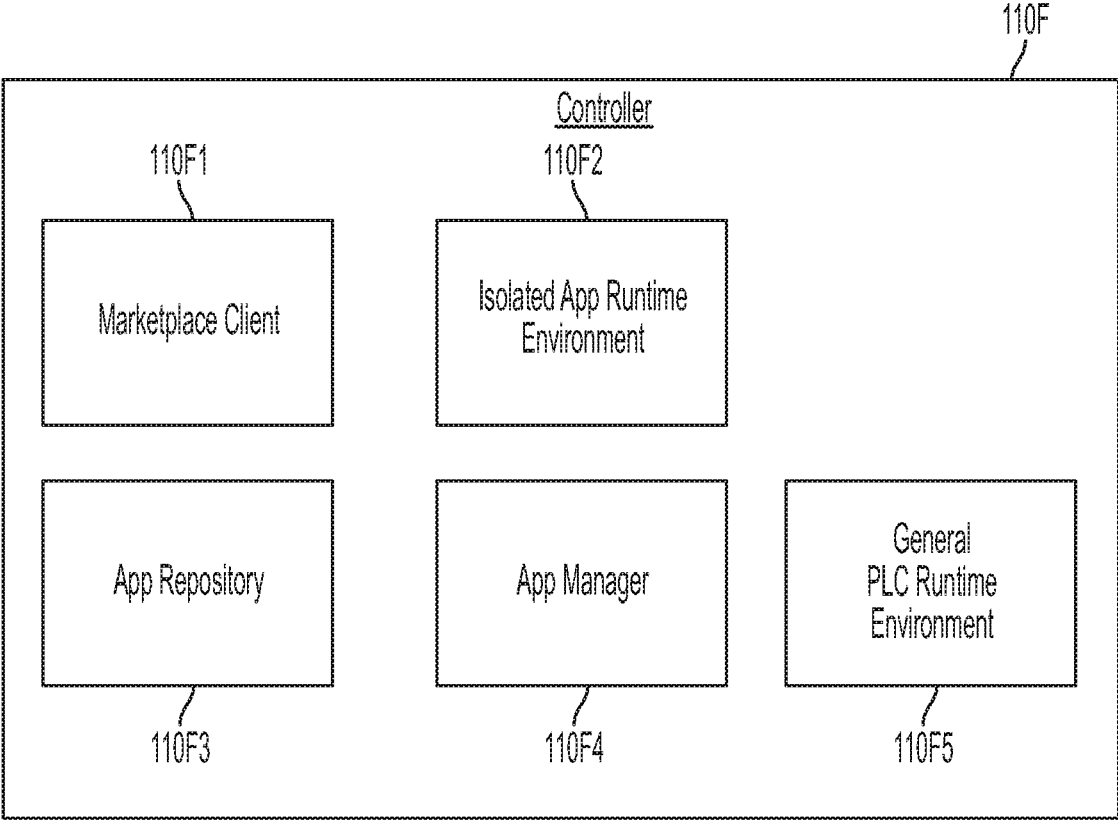 110F
Controller
110F1
110F2
Marketplace Client
Isolated App Runtime
Environment
App Repository
App Manager
General
PLC Runtime
Environment
110F3
110F4
110F5